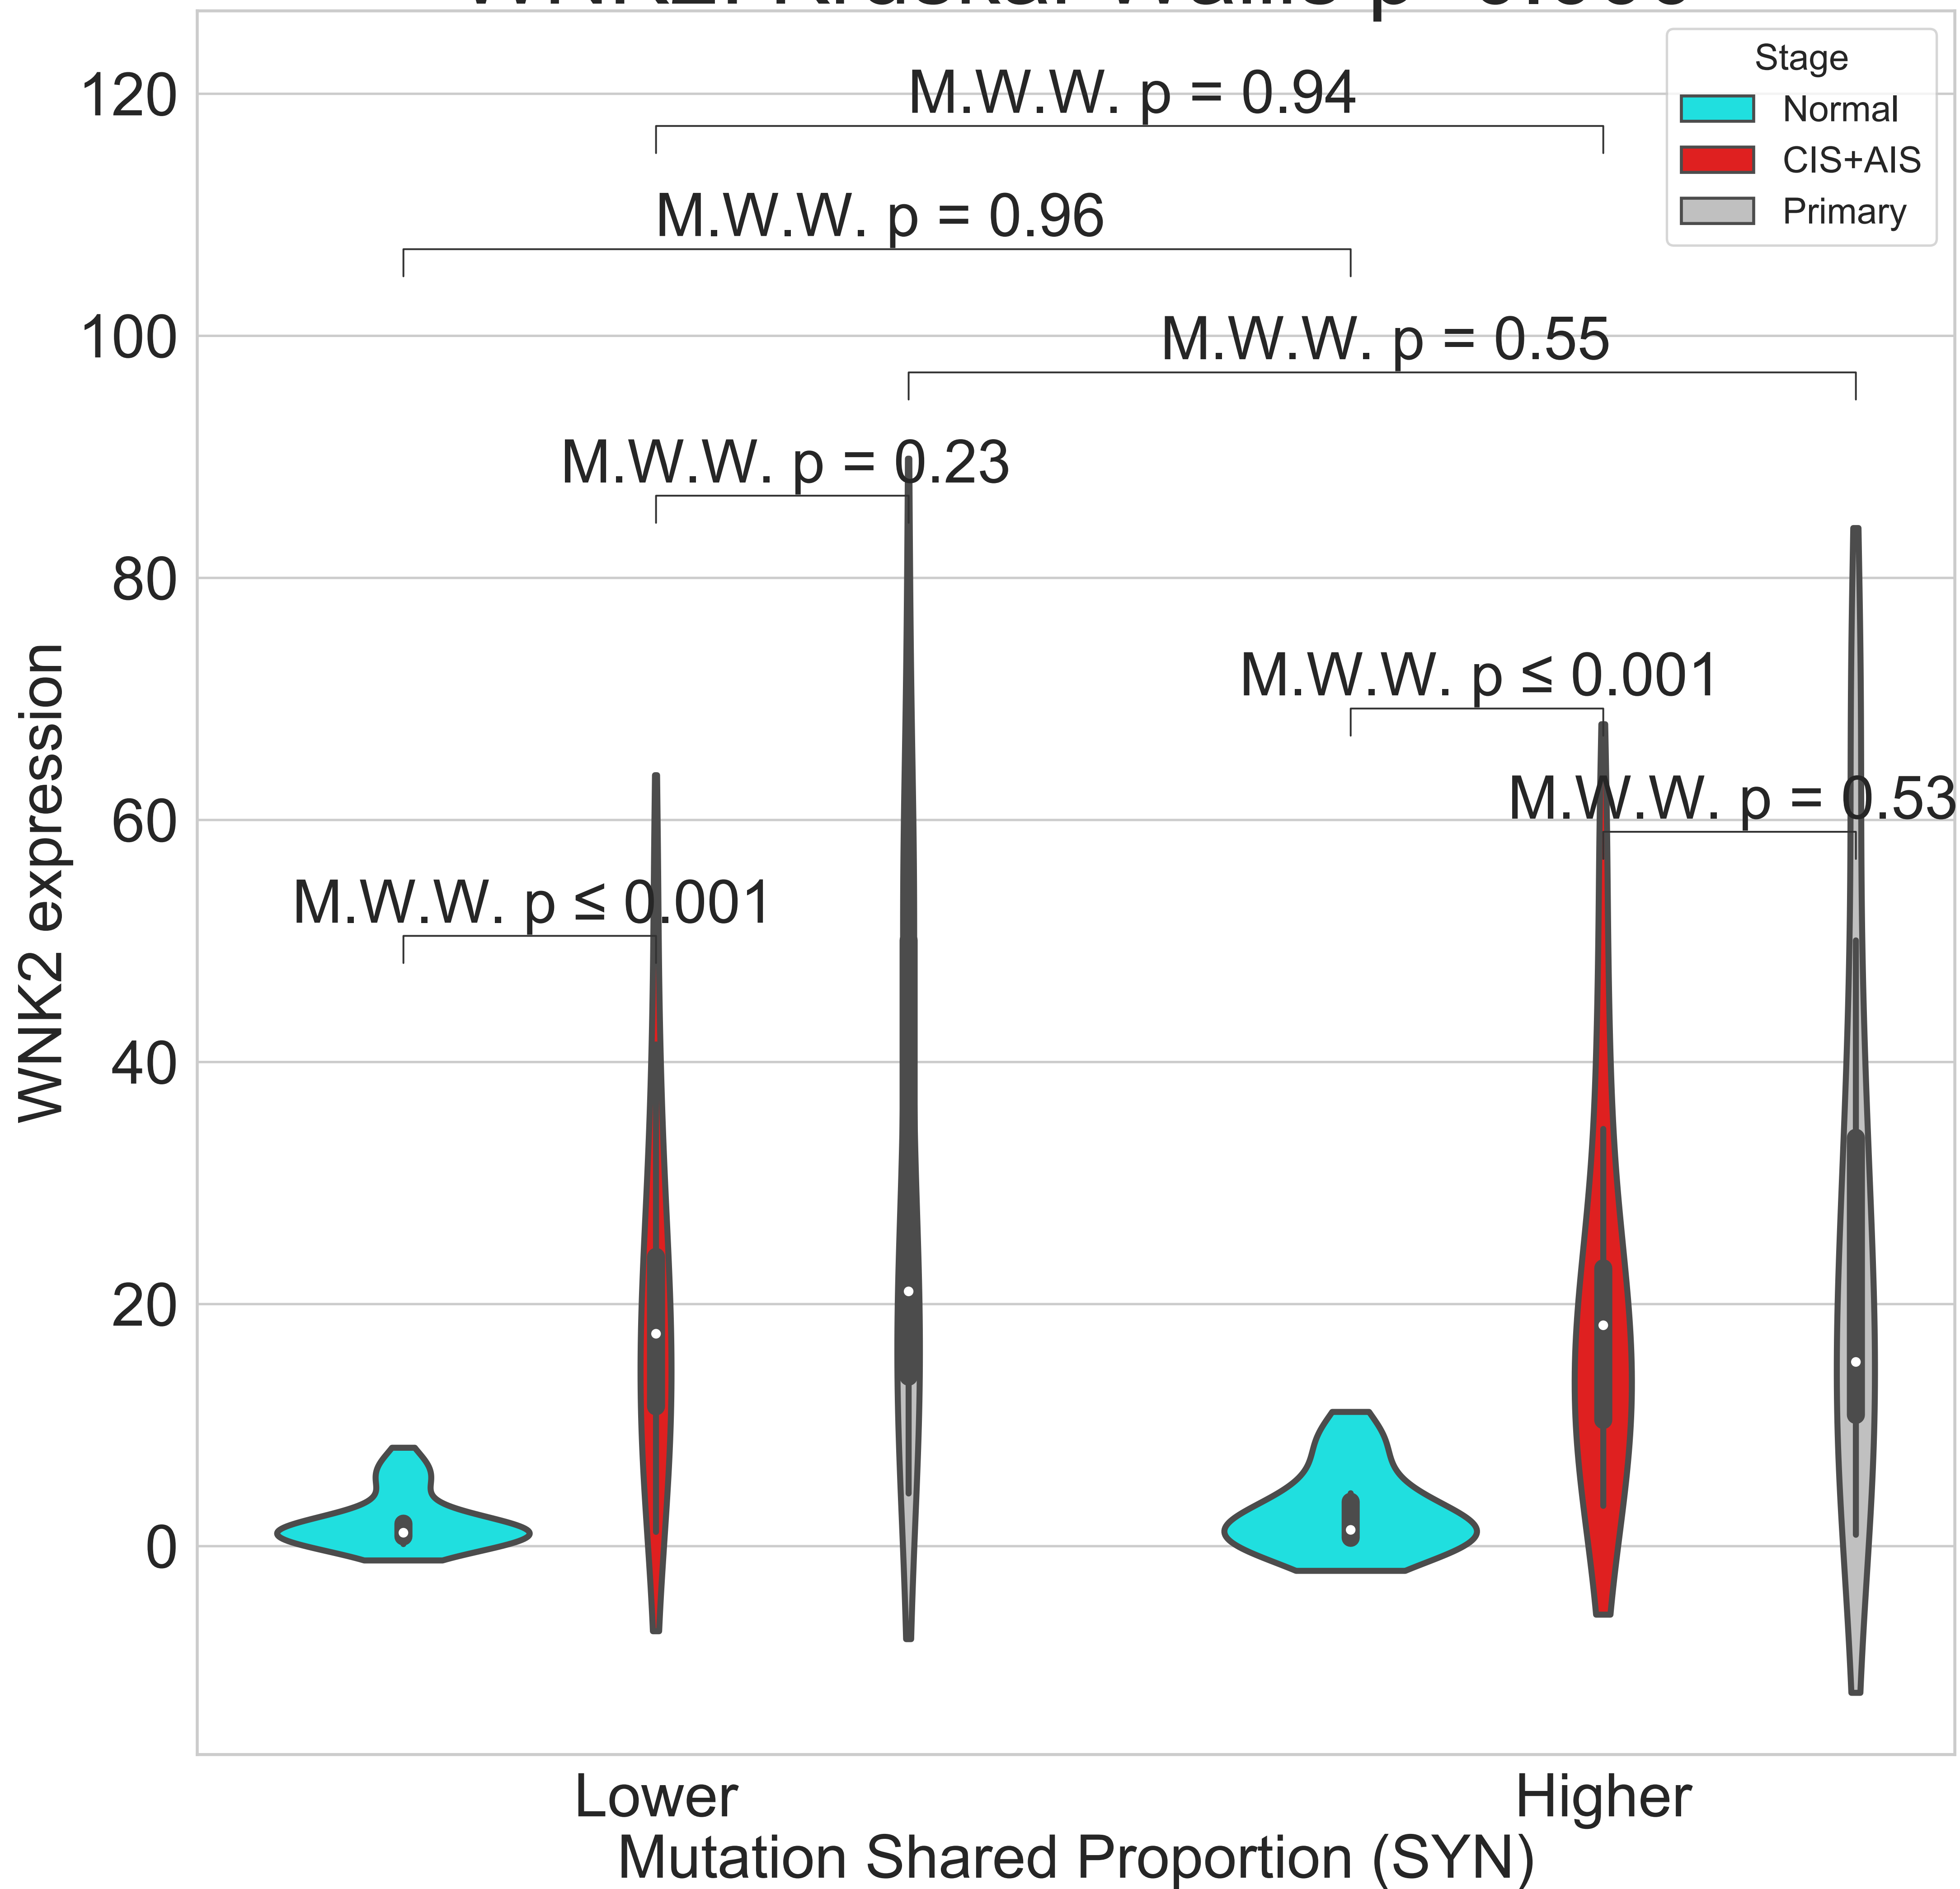 Stage
Normal
CIS+AIS
Primary
M.W.W. p = 0.94
M.W.W. p = 0.96
M.W.W. p = 0.55
M.W.W. p = 0.23
M.W.W. p ≤ 0.001
M.W.W. p = 0.53
M.W.W. p ≤ 0.001
120
100
80
60
40
20
0
WNK2 expression
Lower
Higher
Mutation Shared Proportion (SYN)